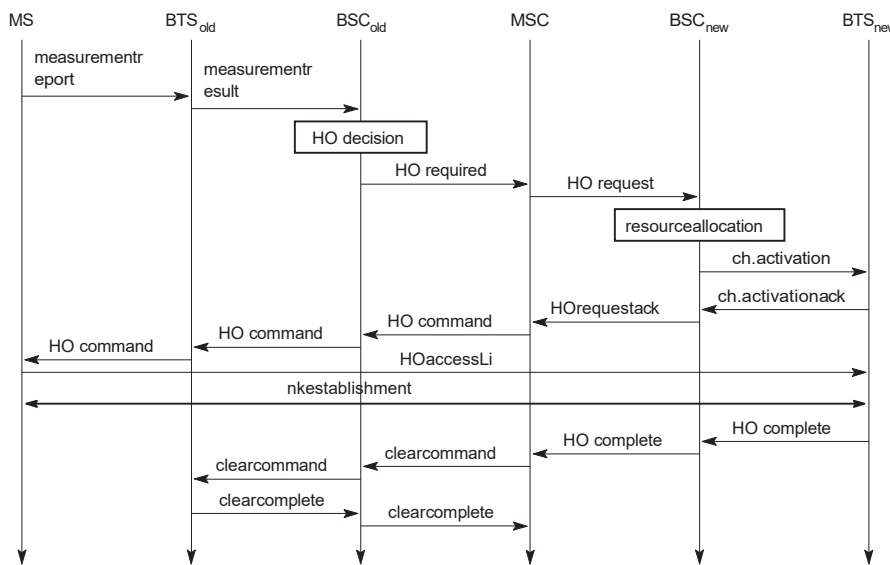 MS BTSold BSCold MSC BSCnew BTSnew
measurementr
eport
measurementr
esult
HO decision
HO required
HO request
resourceallocation
ch.activation
ch.activationack
HOrequestack
HO command
HO command
HO command
HOaccessLi
nkestablishment
HO complete
HO complete
clearcommand
clearcommand
clearcomplete
clearcomplete